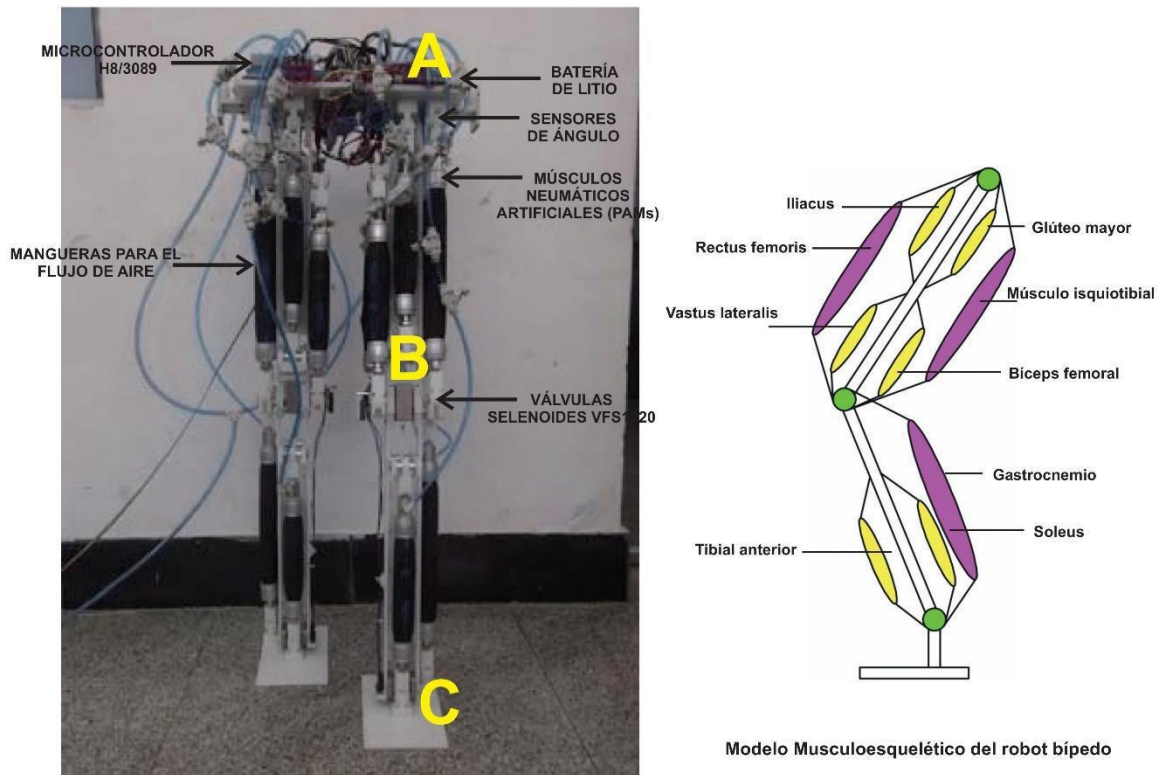 MICROCONTROLADOR
H8/3089
A
BATERÍA
DE LITIO
SENSORES
DE ÁNGULO
MÚSCULOS
NEUMÁTICOS
ARTIFICIALES (PAMs)
MANGUERAS PARA EL
FLUJO DE AIRE
B
VÁLVULAS
SELENOIDES
C
Iliacus
Rectus femoris
Glúteo mayor
Músculo isquiotibial
Vastus lateralis
Bíceps femoral
Gastrocnemio
Soleus
Tibial anterior
Modelo Musculoesquelético del robot bípedo